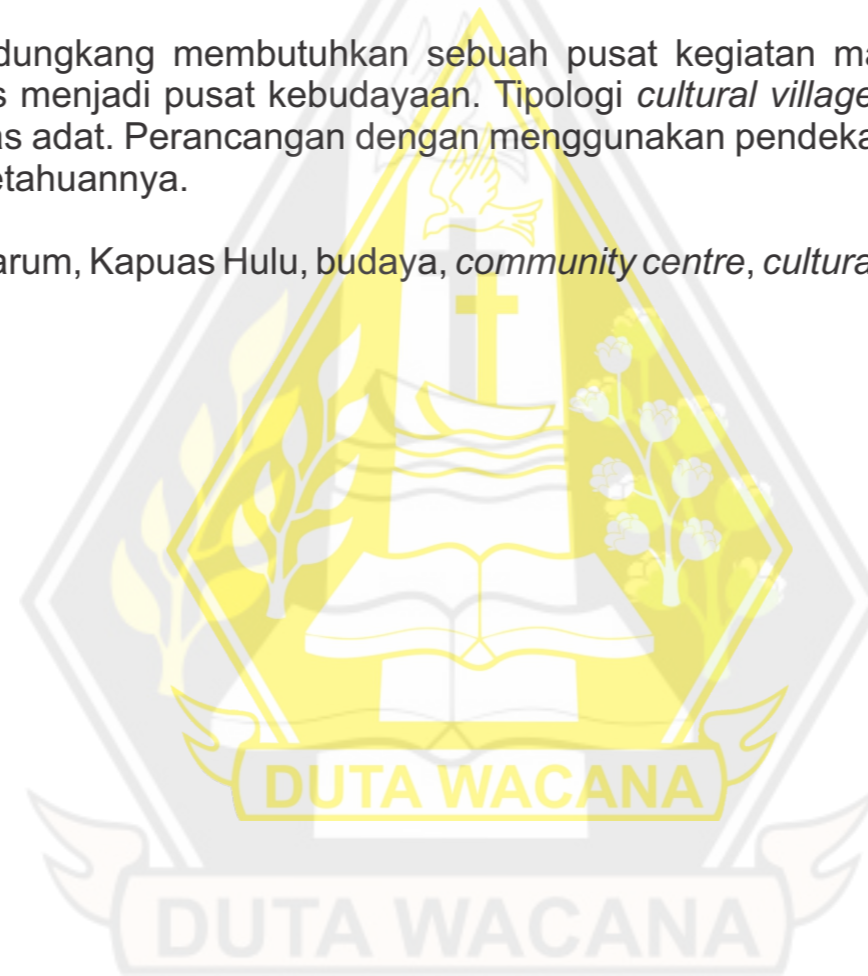 dungkang membutuhkan sebuah pusat kegiatan ma
s menjadi pusat kebudayaan. Tipologi cultural village
as adat. Perancangan dengan menggunakan pendeka
etahuannya.
arum, Kapuas Hulu, budaya, community centre, cultura
DUTA WACANA
DUTA WACANA